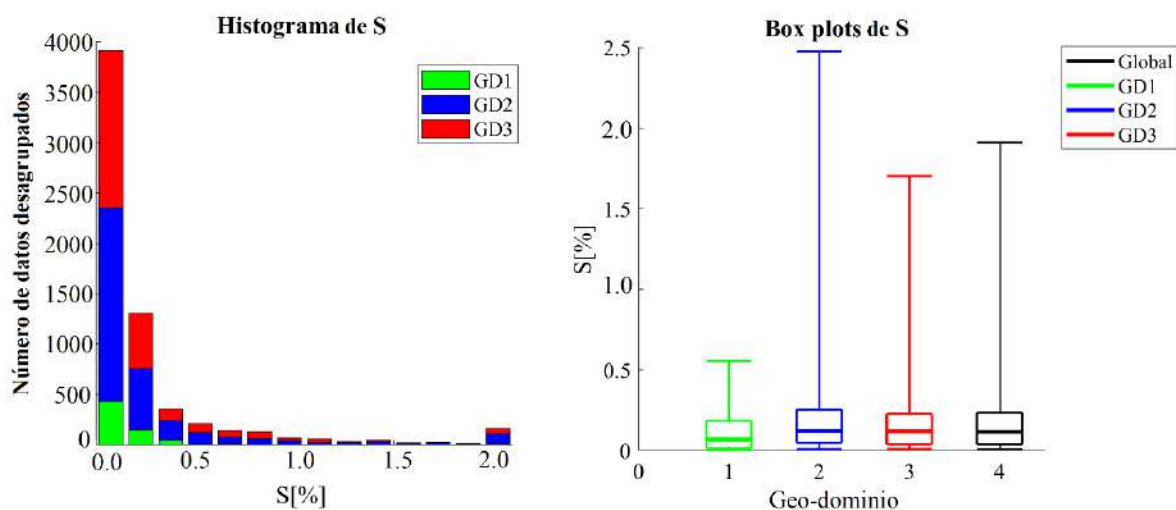 Histograma de S
Número de datos desagrupados
4000
3500
3000
2500
2000
1500
1000
500
0
GD1
GD2
GD3
0.0 0.5 1.0 1.5 2.0
S[%]
Box plots de S
S[%]
2.5
2.0
1.5
1.0
0.5
0
Global
GD1
GD2
GD3
0 1 2 3 4
Geo-dominio